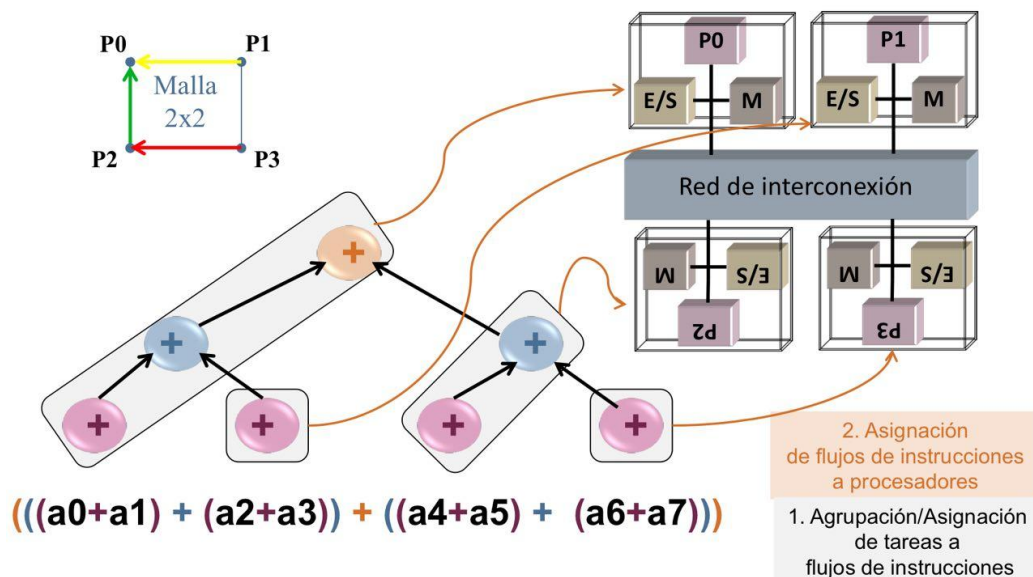 P0
P1
Malla
2x2
P2
P3
P0
E/S
M
P1
E/S
M
Red de interconexión
M
E/S
P2
M
E/S
P3
+
+
+
+
+
+
+
(((a0+a1) + (a2+a3)) + ((a4+a5) + (a6+a7)))
2. Asignación
de flujos de instrucciones
a procesadores
1. Agrupación/Asignación
de tareas a
flujos de instrucciones